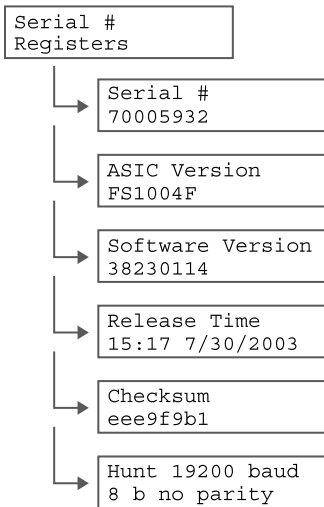 Serial #
Registers
Serial #
70005932
ASIC Version
FS1004F
Software Version
38230114
Release Time
15:17 7/30/2003
Checksum
eee9f9b1
Hunt 19200 baud
8 b no parity